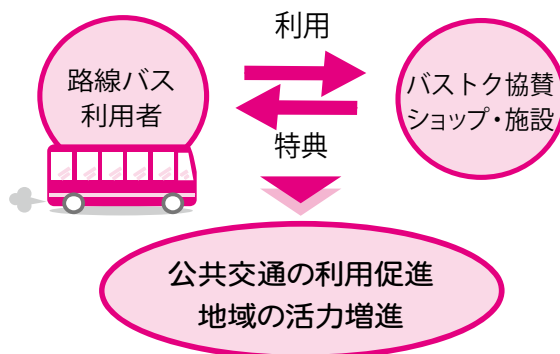 利用
路線バス
利用者
バストク協賛
ショップ・施設
特典
公共交通の利用促進
地域の活力増進